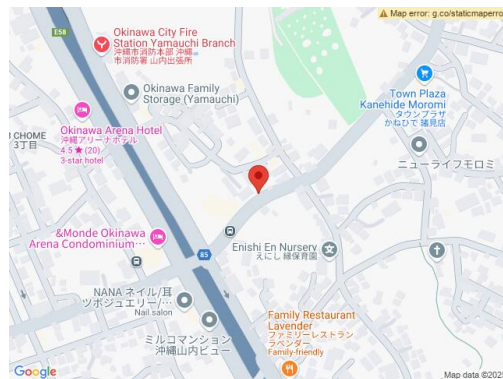 Map error: g.co/staticmaperro
E58
Okinawa City Fire
Station Yamauchi Branch
沖縄市消防本部 沖縄
市消防署 山内出張所
Okinawa Family
Storage (Yamauchi)
Town Plaza
Kanehide Moromi
タウンプラザ
かねひで 諸見店
CHOME
3丁目
Okinawa Arena Hotel
沖縄アリーナホテル
4.5★(20)
3-star hotel
ニューライフモロミ
&Monde Okinawa
Arena Condominium...
85
Enishi En Nursery
えにし 縁保育園
NANA ネイル/耳
ツボジュエリー/...
Nail salon
ミルコマンション
沖縄山内ビュー
Family Restaurant
Lavender
ファミリーレストラン
ラベンダー
Family-friendly
Google
Map data ©2025